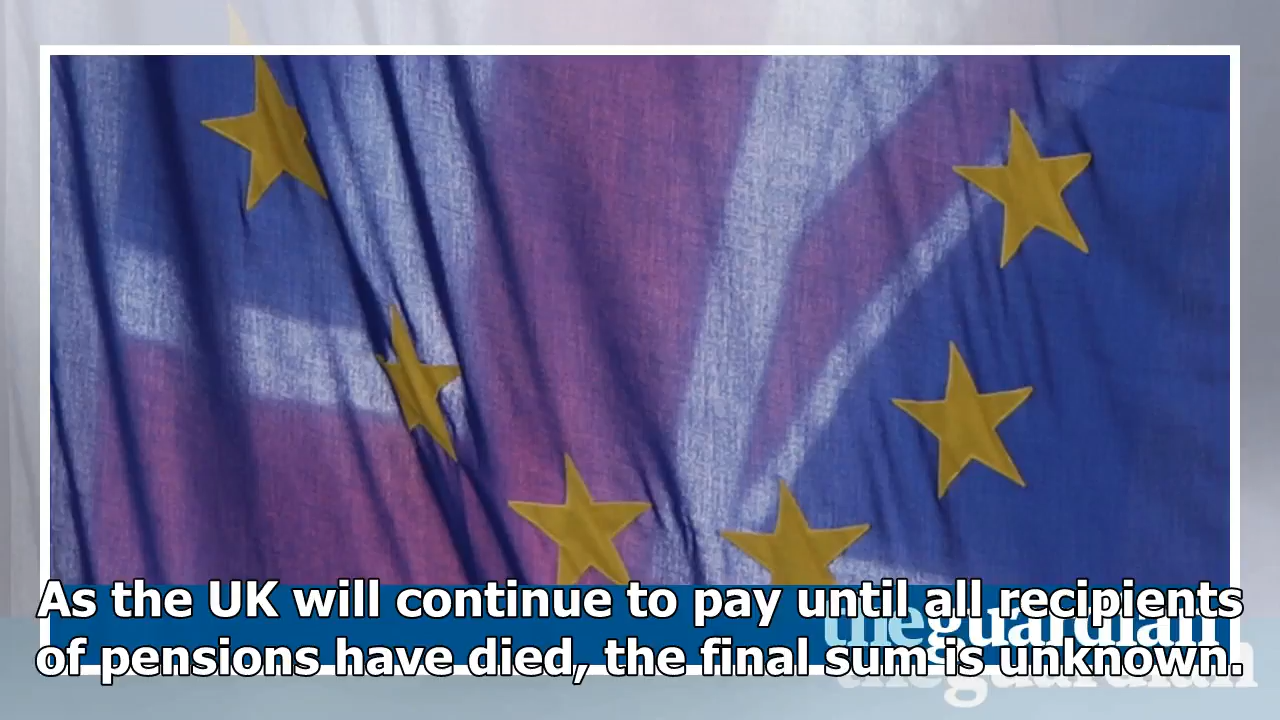 As the UK will continue to pay until all recipients
of pensions have died, the final sum is unknown.
theguardian
theguardian